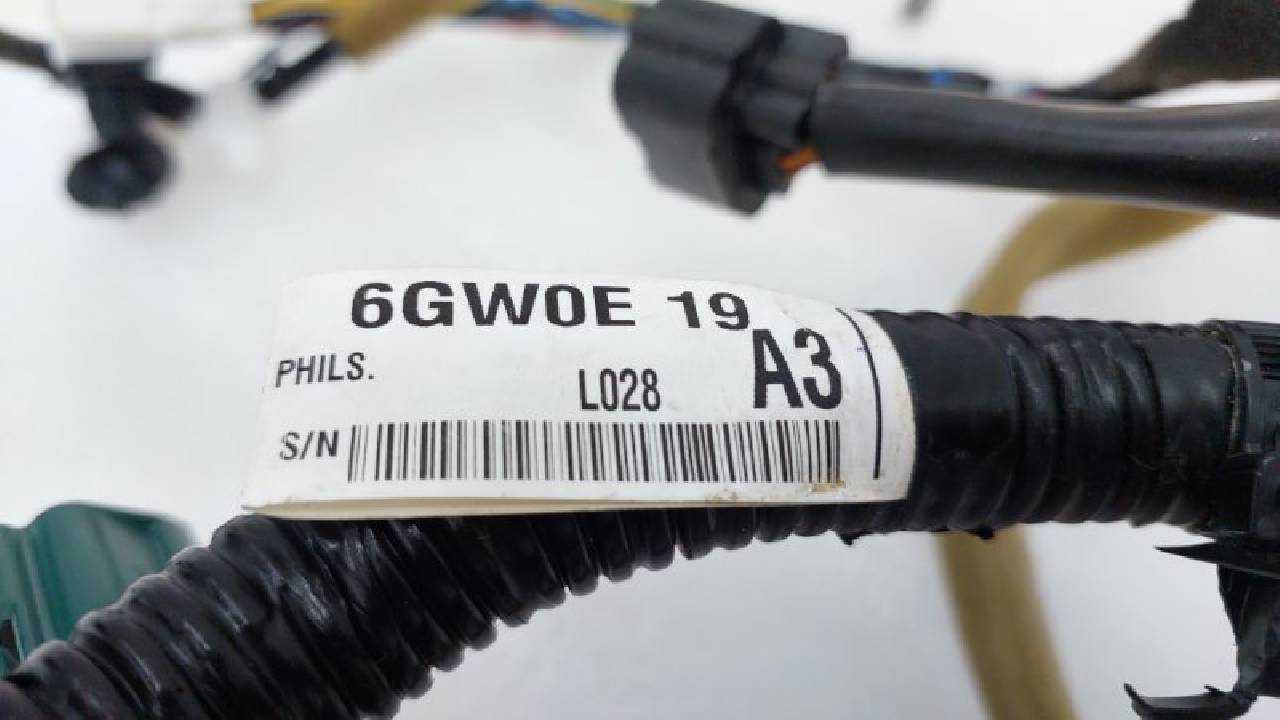 6GW0E 19
PHILS. L028 A3
S/N